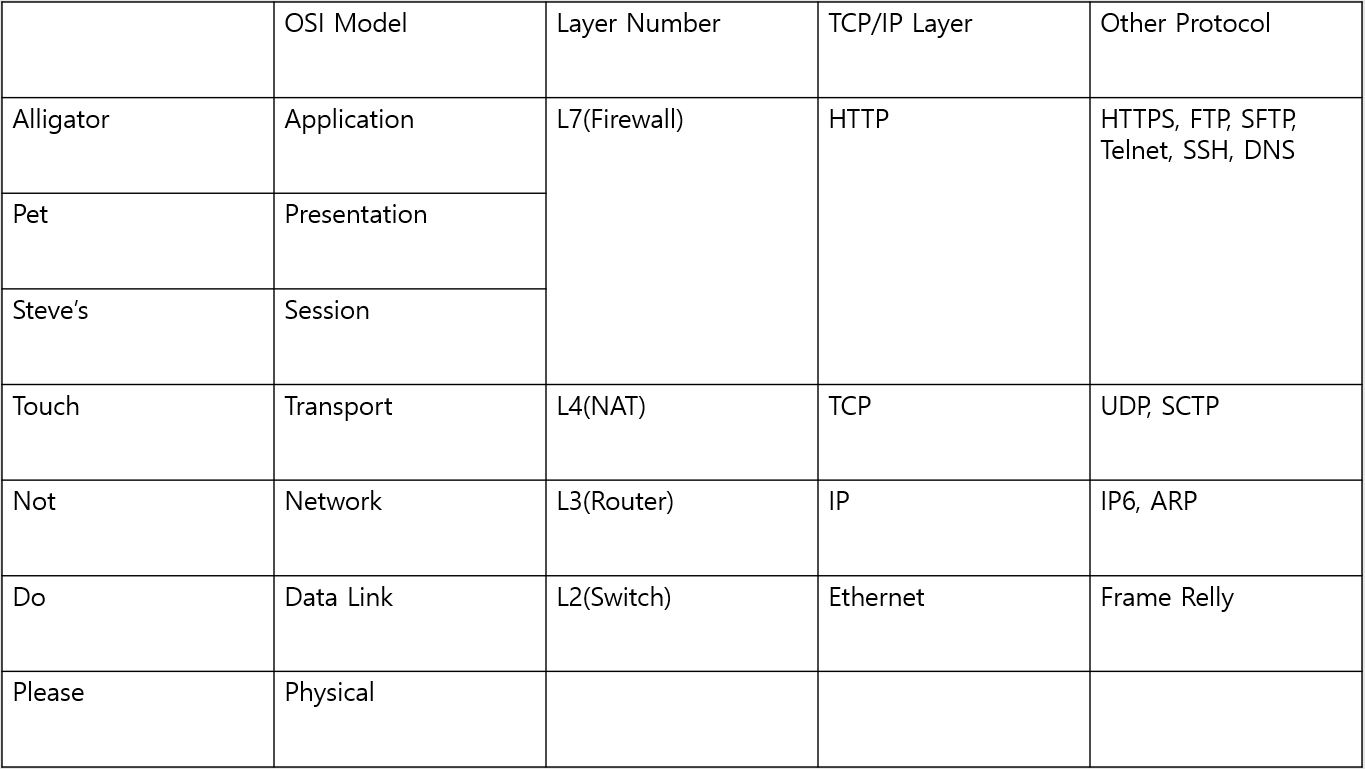 OSI Model
Layer Number
TCP/IP Layer
Other Protocol
Alligator
Application
L7(Firewall)
HTTP
HTTPS, FTP, SFTP,
Telnet, SSH, DNS
Pet
Presentation
Steve’s
Session
Touch
Transport
L4(NAT)
TCP
UDP, SCTP
Not
Network
L3(Router)
IP
IP6, ARP
Do
Data Link
L2(Switch)
Ethernet
Frame Relly
Please
Physical